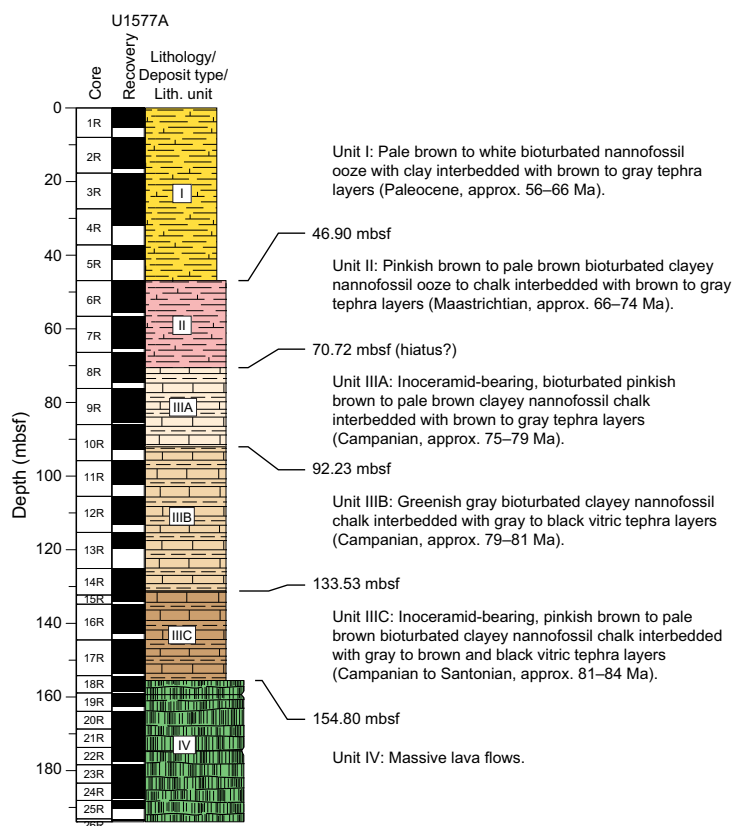 U1577A
Core
Recovery
Lithology/
Deposit type/
Lith. unit
Depth (mbsf)
0
20
40
60
80
100
120
140
160
180
1R
2R
3R
4R
5R
6R
7R
8R
9R
10R
11R
12R
13R
14R
15R
16R
17R
18R
19R
20R
21R
22R
23R
24R
25R
26R
I
II
IIIA
IIIB
IIIC
IV
Unit I: Pale brown to white bioturbated nannofossil
ooze with clay interbedded with brown to gray tephra
layers (Paleocene, approx. 56–66 Ma).
46.90 mbsf
Unit II: Pinkish brown to pale brown bioturbated clayey
nannofossil ooze to chalk interbedded with brown to gray
tephra layers (Maastrichtian, approx. 66–74 Ma).
70.72 mbsf (hiatus?)
Unit IIIA: Inoceramid-bearing, bioturbated pinkish
brown to pale brown clayey nannofossil chalk
interbedded with brown to gray tephra layers
(Campanian, approx. 75–79 Ma).
92.23 mbsf
Unit IIIB: Greenish gray bioturbated clayey nannofossil
chalk interbedded with gray to black vitric tephra layers
(Campanian, approx. 79–81 Ma).
133.53 mbsf
Unit IIIC: Inoceramid-bearing, pinkish brown to pale
brown bioturbated clayey nannofossil chalk interbedded
with gray to brown and black vitric tephra layers
(Campanian to Santonian, approx. 81–84 Ma).
154.80 mbsf
Unit IV: Massive lava flows.